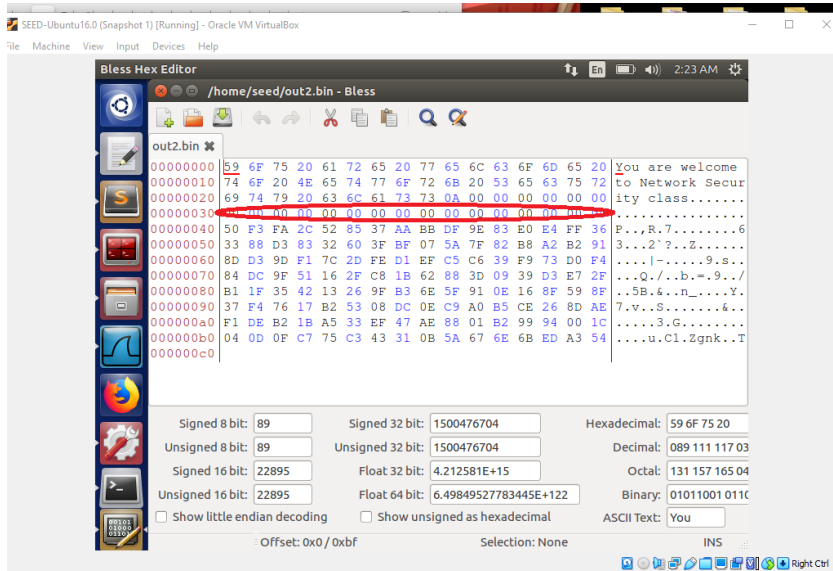 SEED-Ubuntu16.0 (Snapshot 1) [Running] - Oracle VM VirtualBox
File Machine View Input Devices Help
Bless Hex Editor En 2:23 AM
/home/seed/out2.bin - Bless
out2.bin
00000000 59 6F 75 20 61 72 65 20 77 65 6C 63 6F 6D 65 20 You are welcome
00000010 74 6F 20 4E 65 74 77 6F 72 6B 20 53 65 63 75 72 to Network Secur
00000020 69 74 79 20 63 6C 61 73 73 0A 00 00 00 00 00 00 ity class.......
00000030 00 00 00 00 00 00 00 00 00 00 00 00 00 ................
00000040 50 F3 FA 2C 52 85 37 AA BB DF 9E 83 E0 E4 FF 36 P..,R.7........6
00000050 33 88 D3 83 32 60 3F BF 07 5A 7F 82 B8 A2 B2 91 3...2`?..Z......
00000060 8D D3 9D F1 7C 2D FE D1 EF C5 C6 39 F9 73 D0 F4 ....|-.....9.s..
00000070 84 DC 9F 51 16 2F C8 1B 62 88 3D 09 39 D3 E7 2F ...Q./..b.=.9../
00000080 B1 1F 35 42 13 26 9F B3 6E 5F 91 0E 16 8F 59 8F ..5B.&..n_....Y.
00000090 37 F4 76 17 B2 53 08 DC 0E C9 A0 B5 CE 26 8D AE 7.v..S.......&..
000000a0 F1 DE B2 1B A5 33 EF 47 AE 88 01 B2 99 94 00 1C .....3.G........
000000b0 04 0D 0F C7 75 C3 43 31 0B 5A 67 6E 6B ED A3 54 ....u.C1.Zgnk..T
000000c0
Signed 8 bit: 89 Signed 32 bit: 1500476704 Hexadecimal: 59 6F 75 20
Unsigned 8 bit: 89 Unsigned 32 bit: 1500476704 Decimal: 089 111 117 03
Signed 16 bit: 22895 Float 32 bit: 4.212581E+15 Octal: 131 157 165 04
Unsigned 16 bit: 22895 Float 64 bit: 6.49849527783445E+122 Binary: 01011001 0110
Show little endian decoding Show unsigned as hexadecimal ASCII Text: You
Offset: 0x0 / 0xbf Selection: None INS
Right Ctrl